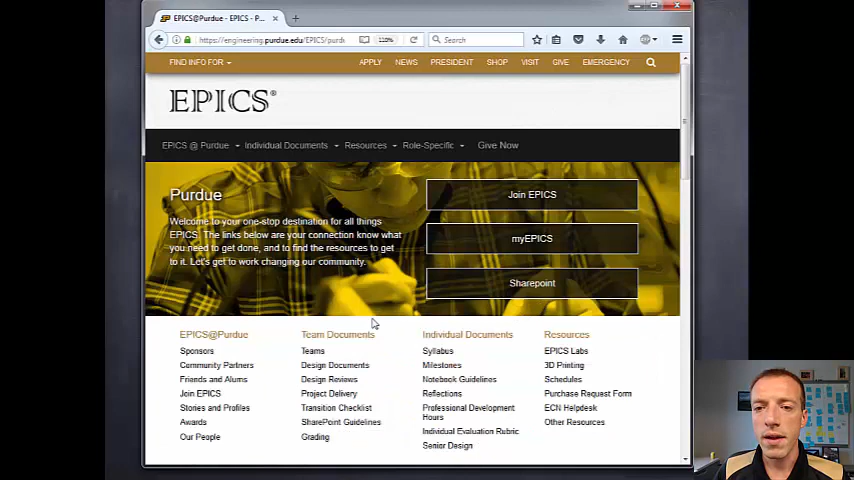 EPICS@Purdue - EPICS - P...
https://engineering.purdue.edu/EPICS/purd
110%
Search
FIND INFO FOR
APPLY
NEWS
PRESIDENT
SHOP
VISIT
GIVE
EMERGENCY
EPICS®
EPICS @ Purdue
Individual Documents
Resources
Role-Specific
Give Now
Purdue
Welcome to your one-stop destination for all things
EPICS. The links below are your connection know what
you need to get done, and to find the resources to get
to it. Let's get to work changing our community.
Join EPICS
myEPICS
Sharepoint
EPICS@Purdue
Sponsors
Community Partners
Friends and Alums
Join EPICS
Stories and Profiles
Awards
Our People
Team Documents
Teams
Design Documents
Design Reviews
Project Delivery
Transition Checklist
SharePoint Guidelines
Grading
Individual Documents
Syllabus
Milestones
Notebook Guidelines
Reflections
Professional Development
Hours
Individual Evaluation Rubric
Senior Design
Resources
EPICS Labs
3D Printing
Schedules
Purchase Request Form
ECN Helpdesk
Other Resources